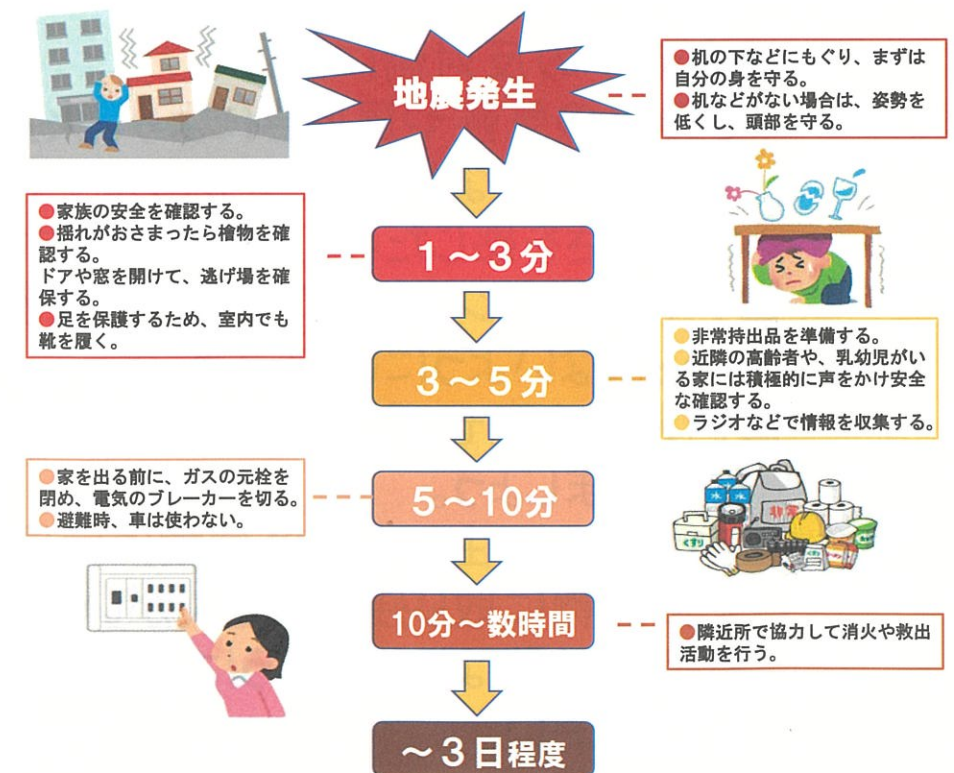 地震発生
●机の下などにもぐり、まずは
自分の身を守る。
●机などがない場合は、姿勢を
低くし、頭部を守る。
●家族の安全を確認する。
●揺れがおさまったら檜物を確
認する。
ドアや窓を開けて、逃げ場を確
保する。
●足を保護するため、室内でも
靴を履く。
1～3分
●非常持出品を準備する。
●近隣の高齢者や、乳幼児がい
る家には積極的に声をかけ安全
な確認する。
●ラジオなどで情報を収集する。
3～5分
●家を出る前に、ガスの元栓を
閉め、電気のブレーカーを切る。
●避難時、車は使わない。
5～10分
水
水
非常
くすり
10分～数時間
●隣近所で協力して消火や救出
活動を行う。
～3日程度